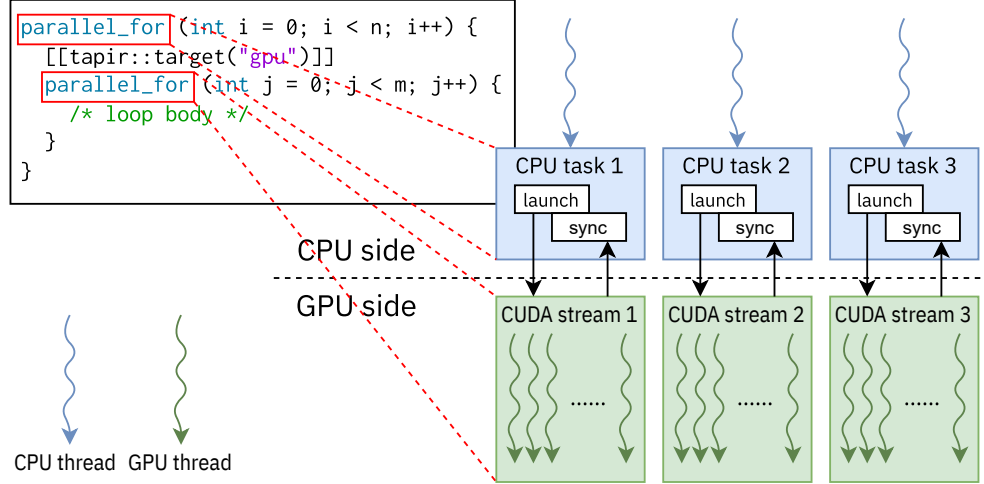 parallel_for (int i = 0; i < n; i++) {
[[tapir::target("gpu")]]
parallel_for (int j = 0; j < m; j++) {
/* loop body */
}
}
CPU task 1
launch
sync
CPU task 2
launch
sync
CPU task 3
launch
sync
CPU side
GPU side
CUDA stream 1
......
CUDA stream 2
......
CUDA stream 3
......
CPU thread
GPU thread